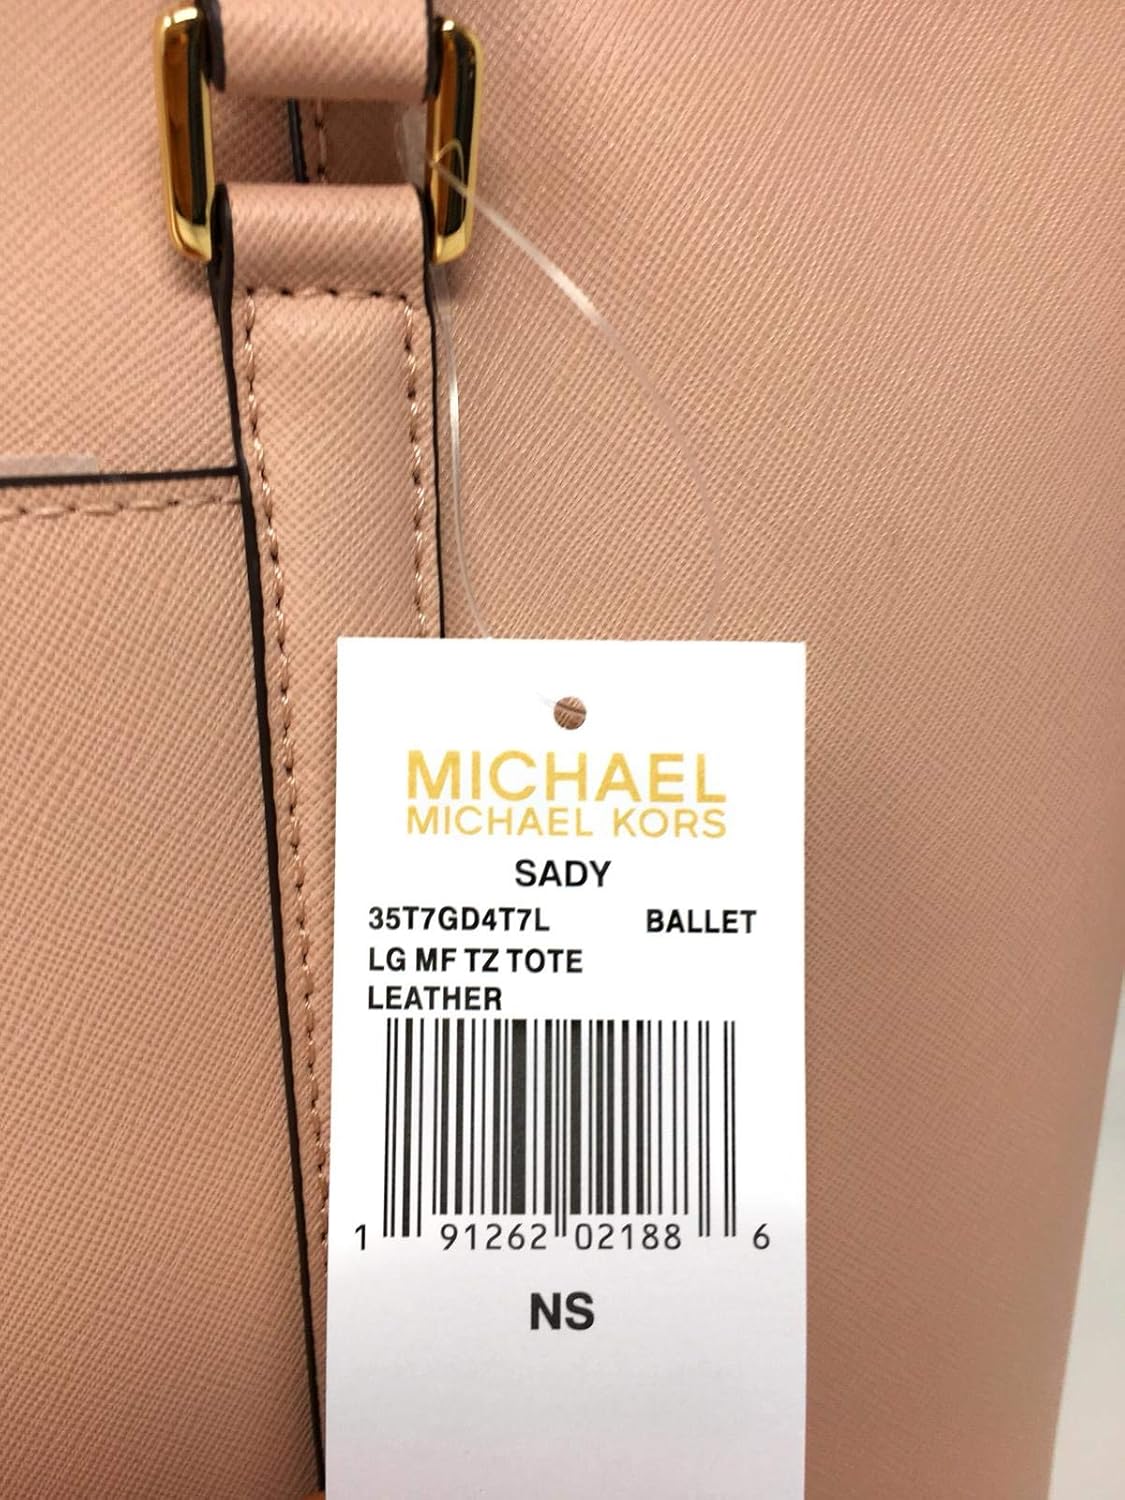 MICHAEL
MICHAEL KORS
SADY
35T7GD4T7L BALLET
LG MF TZ TOTE
LEATHER
1 91262 02188 6
NS